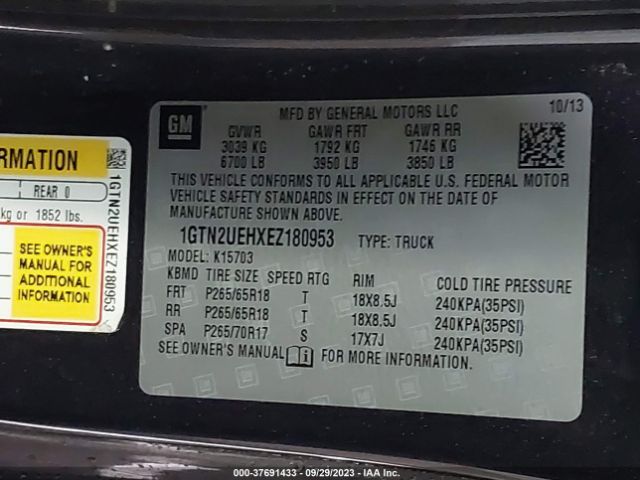 RMATION
REAR 0
kg or 1852 lbs.
SEE OWNER'S
MANUAL FOR
ADDITIONAL
INFORMATION
1GTN2UEHXEZ180953
GM
MFD BY GENERAL MOTORS LLC
10/13
GVWR GAWR FRT GAWR RR
3039 KG 1792 KG 1746 KG
6700 LB 3950 LB 3850 LB
THIS VEHICLE CONFORMS TO ALL APPLICABLE U.S. FEDERAL MOTOR
VEHICLE SAFETY STANDARDS IN EFFECT ON THE DATE OF
MANUFACTURE SHOWN ABOVE.
1GTN2UEHXEZ180953 TYPE: TRUCK
MODEL: K15703
KBMD TIRE SIZE SPEED RTG RIM COLD TIRE PRESSURE
FRT P265/65R18 T 18X8.5J 240KPA(35PSI)
RR P265/65R18 T 18X8.5J 240KPA(35PSI)
SPA P265/70R17 S 17X7J 240KPA(35PSI)
SEE OWNER'S MANUAL FOR MORE INFORMATION.
000-37691433 - 09/29/2023 - IAA Inc.